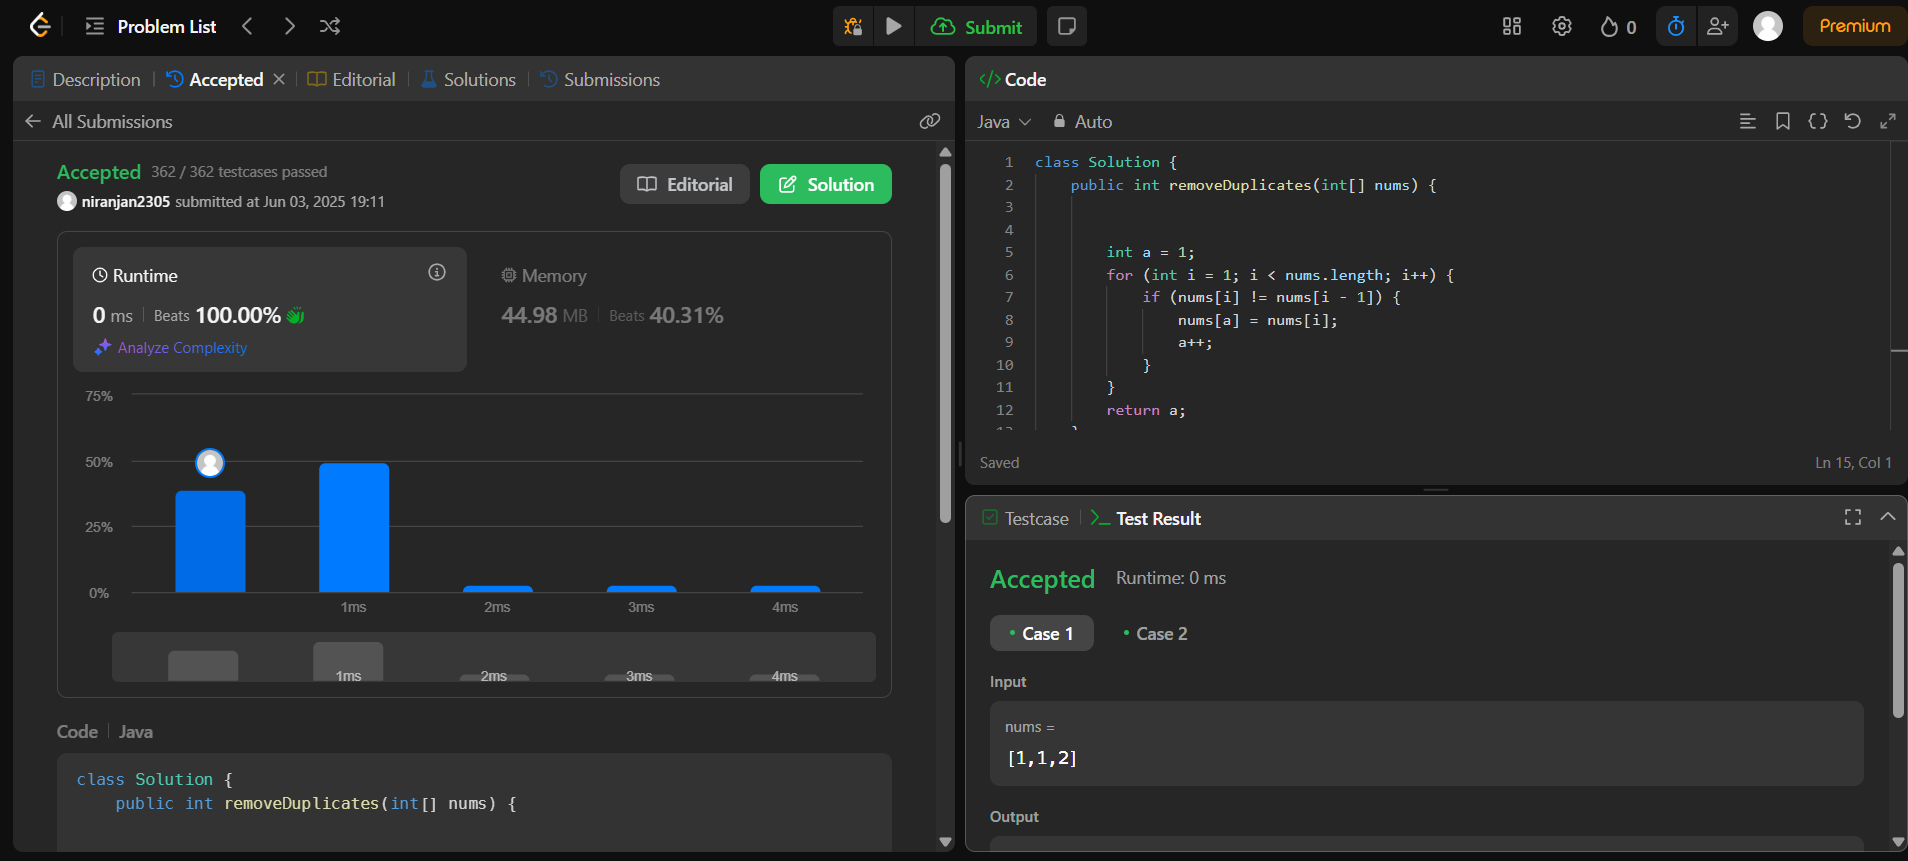 Problem List
Submit
0
Premium
Description
Accepted
Editorial
Solutions
Submissions
All Submissions
Accepted 362 / 362 testcases passed
niranjan2305 submitted at Jun 03, 2025 19:11
Editorial
Solution
Runtime
0 ms Beats 100.00%
Analyze Complexity
Memory
44.98 MB Beats 40.31%
75%
50%
25%
0%
1ms 2ms 3ms 4ms
1ms 2ms 3ms 4ms
Code Java
class Solution {
public int removeDuplicates(int[] nums) {
</> Code
Java Auto
1 class Solution {
2 public int removeDuplicates(int[] nums) {
3
4
5 int a = 1;
6 for (int i = 1; i < nums.length; i++) {
7 if (nums[i] != nums[i - 1]) {
8 nums[a] = nums[i];
9 a++;
10 }
11 }
12 return a;
Saved Ln 15, Col 1
Testcase
Test Result
Accepted Runtime: 0 ms
Case 1 Case 2
Input
nums =
[1,1,2]
Output